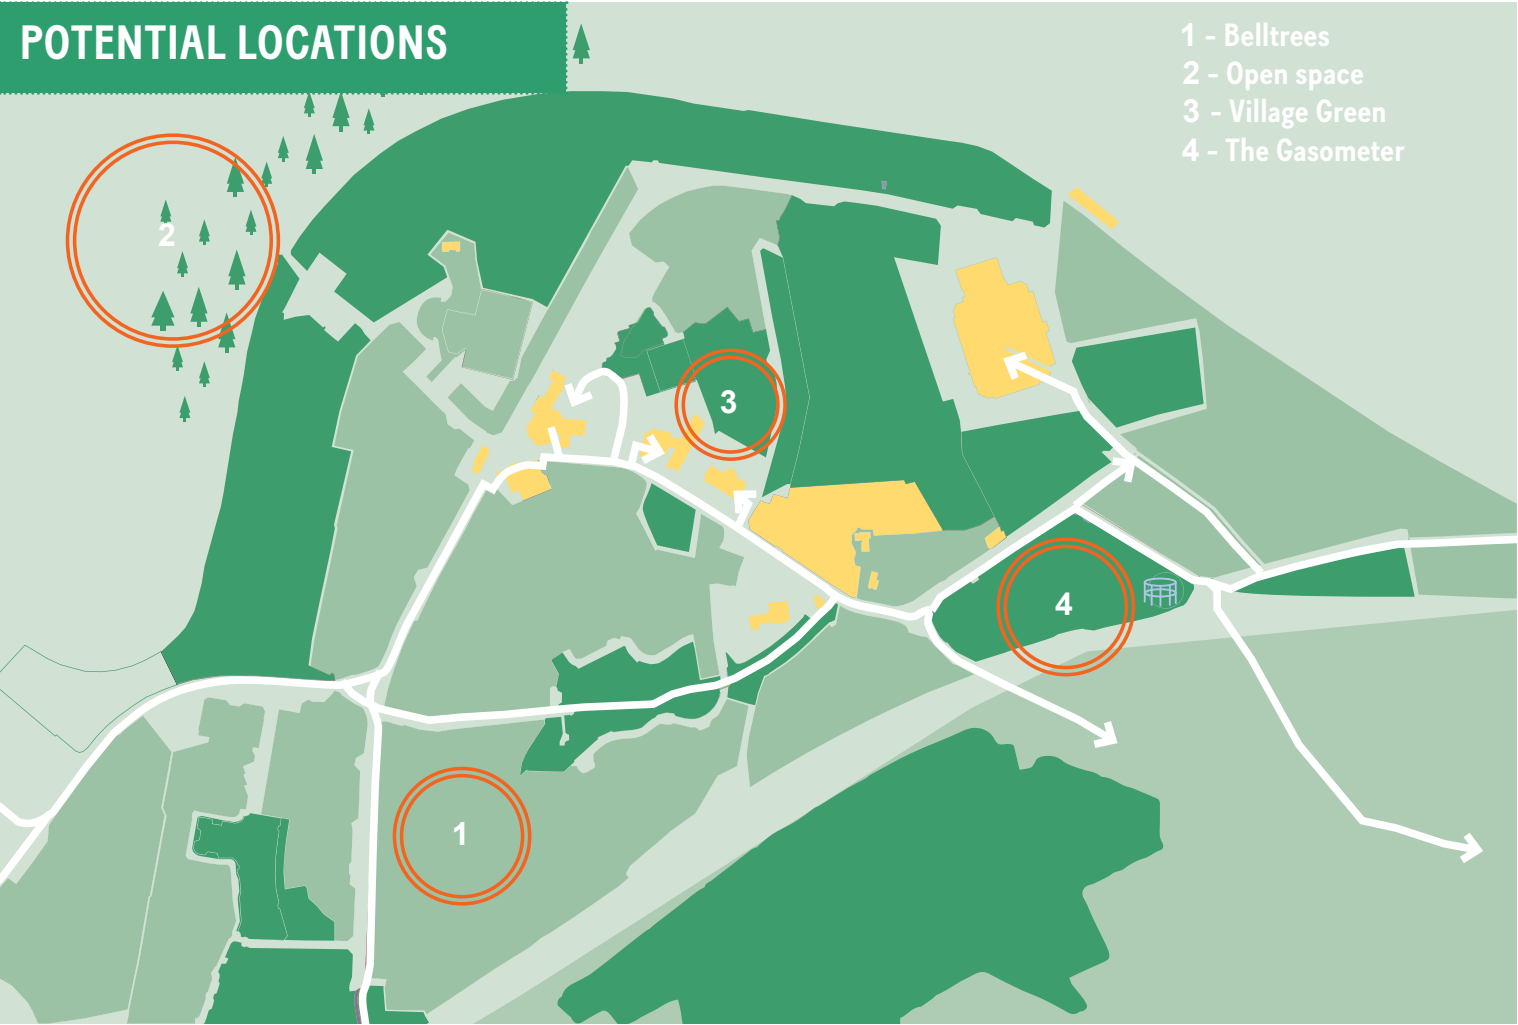 POTENTIAL LOCATIONS
1 - Belltrees
2 - Open space
3 - Village Green
4 - The Gasometer
2
3
4
1